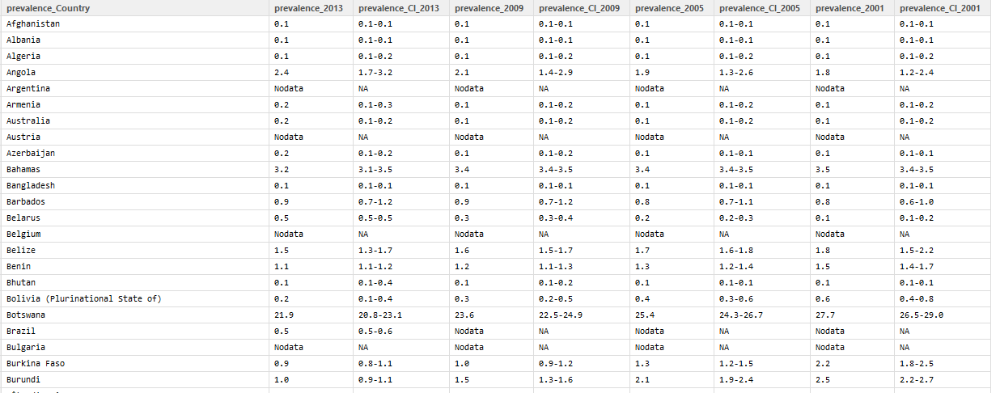 prevalence_Country prevalence_2013 prevalence_CI_2013 prevalence_2009 prevalence_CI_2009 prevalence_2005 prevalence_CI_2005 prevalence_2001 prevalence_CI_2001
Afghanistan 0.1 0.1-0.1 0.1 0.1-0.1 0.1 0.1-0.1 0.1 0.1-0.1
Albania 0.1 0.1-0.1 0.1 0.1-0.1 0.1 0.1-0.1 0.1 0.1-0.1
Algeria 0.1 0.1-0.2 0.1 0.1-0.2 0.1 0.1-0.2 0.1 0.1-0.2
Angola 2.4 1.7-3.2 2.1 1.4-2.9 1.9 1.3-2.6 1.8 1.2-2.4
Argentina Nodata NA Nodata NA Nodata NA Nodata NA
Armenia 0.2 0.1-0.3 0.1 0.1-0.2 0.1 0.1-0.2 0.1 0.1-0.2
Australia 0.2 0.1-0.2 0.1 0.1-0.2 0.1 0.1-0.2 0.1 0.1-0.2
Austria Nodata NA Nodata NA Nodata NA Nodata NA
Azerbaijan 0.2 0.1-0.2 0.1 0.1-0.2 0.1 0.1-0.1 0.1 0.1-0.1
Bahamas 3.2 3.1-3.5 3.4 3.4-3.5 3.4 3.4-3.5 3.5 3.4-3.5
Bangladesh 0.1 0.1-0.1 0.1 0.1-0.1 0.1 0.1-0.1 0.1 0.1-0.1
Barbados 0.9 0.7-1.2 0.9 0.7-1.2 0.8 0.7-1.1 0.8 0.6-1.0
Belarus 0.5 0.5-0.5 0.3 0.3-0.4 0.2 0.2-0.3 0.1 0.1-0.2
Belgium Nodata NA Nodata NA Nodata NA Nodata NA
Belize 1.5 1.3-1.7 1.6 1.5-1.7 1.7 1.6-1.8 1.8 1.5-2.2
Benin 1.1 1.1-1.2 1.2 1.1-1.3 1.3 1.2-1.4 1.5 1.4-1.7
Bhutan 0.1 0.1-0.4 0.1 0.1-0.2 0.1 0.1-0.1 0.1 0.1-0.1
Bolivia (Plurinational State of) 0.2 0.1-0.4 0.3 0.2-0.5 0.4 0.3-0.6 0.6 0.4-0.8
Botswana 21.9 20.8-23.1 23.6 22.5-24.9 25.4 24.3-26.7 27.7 26.5-29.0
Brazil 0.5 0.5-0.6 Nodata NA Nodata NA Nodata NA
Bulgaria Nodata NA Nodata NA Nodata NA Nodata NA
Burkina Faso 0.9 0.8-1.1 1.0 0.9-1.2 1.3 1.2-1.5 2.2 1.8-2.5
Burundi 1.0 0.9-1.1 1.5 1.3-1.6 2.1 1.9-2.4 2.5 2.2-2.7